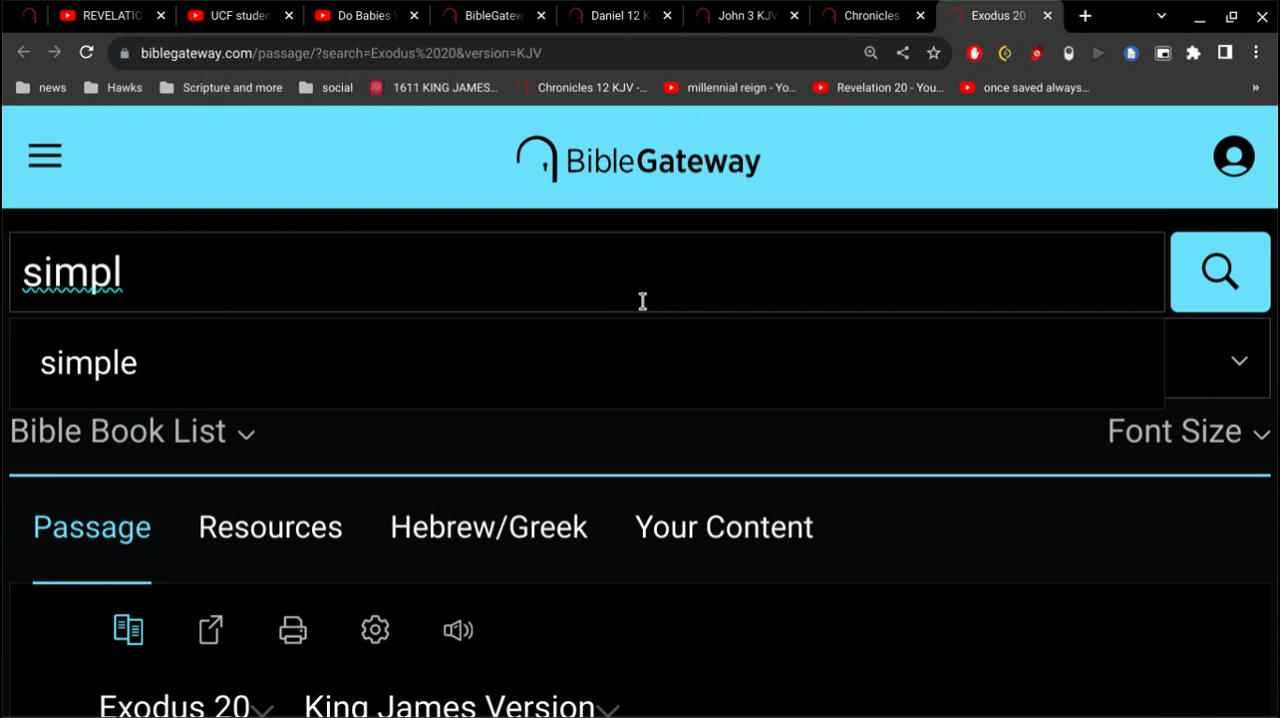 REVELATIO UCF studen Do Babies BibleGatew Daniel 12 K John 3 KJV Chronicles Exodus 20
biblegateway.com/passage/?search=Exodus%20&version=KJV
news Hawks Scripture and more social 1611 KING JAMES... Chronicles 12 KJV -... millennial reign - Yo... Revelation 20 - You... once saved always... »
BibleGateway
simpl
simple
Bible Book List Font Size
Passage Resources Hebrew/Greek Your Content
Exodus 20 King James Version